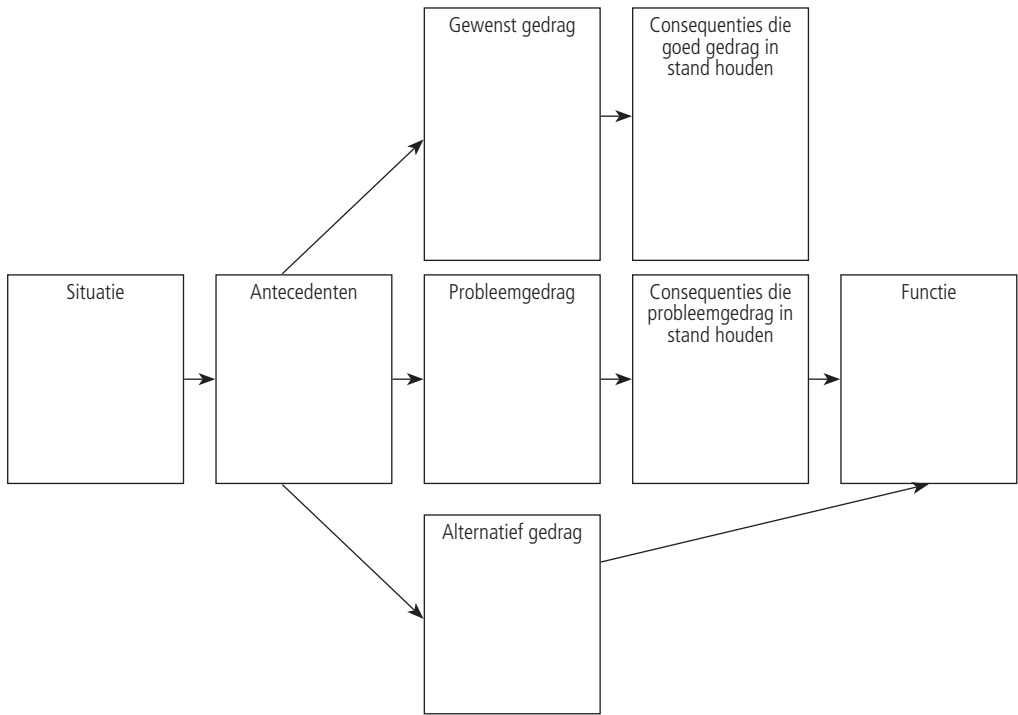 Gewenst gedrag
Consequenties die
goed gedrag in
stand houden
Situatie
Antecedenten
Probleemgedrag
Consequenties die
probleemgedrag in
stand houden
Functie
Alternatief gedrag